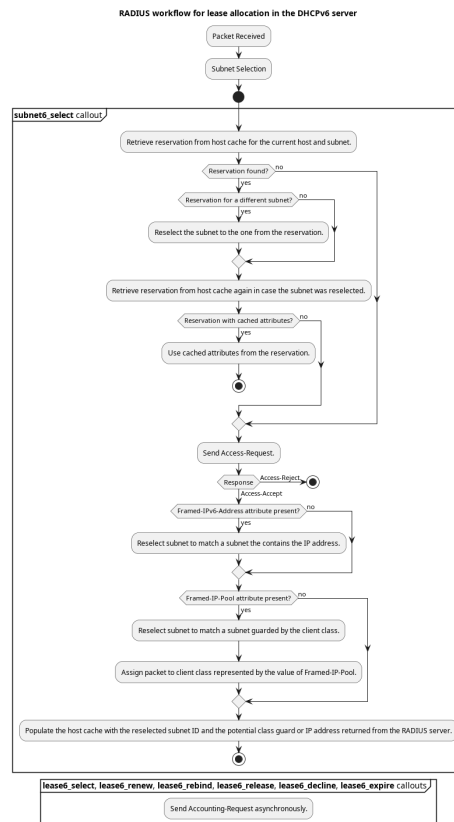 RADIUS workflow for lease allocation in the DHCPv6 server
Packet Received
Subnet Selection
subnet6_select callout
Retrieve reservation from host cache for the current host and subnet.
Reservation found?
no
yes
Reservation for a different subnet?
no
yes
Reselect the subnet to the one from the reservation.
Retrieve reservation from host cache again in case the subnet was reselected.
Reservation with cached attributes?
no
yes
Use cached attributes from the reservation.
Send Access-Request.
Response
Access-Reject
Access-Accept
Framed-IPv6-Address attribute present?
no
yes
Reselect subnet to match a subnet the contains the IP address.
Framed-IP-Pool attribute present?
no
yes
Reselect subnet to match a subnet guarded by the client class.
Assign packet to client class represented by the value of Framed-IP-Pool.
Populate the host cache with the reselected subnet ID and the potential class guard or IP address returned from the RADIUS server.
lease6_select, lease6_renew, lease6_rebind, lease6_release, lease6_decline, lease6_expire callouts
Send Accounting-Request asynchronously.